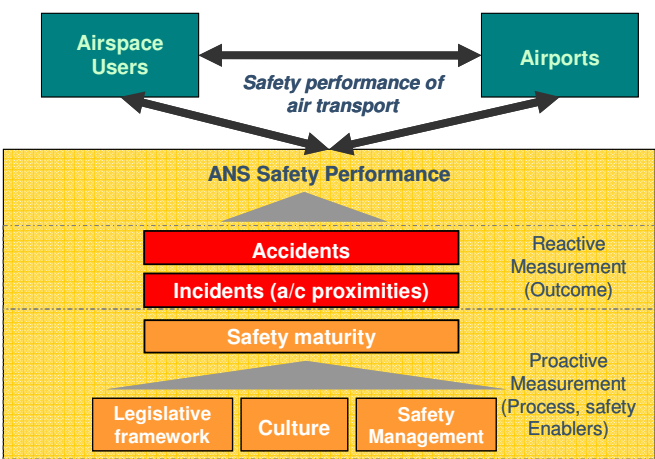 Airspace
Users
Airports
Safety performance of
air transport
ANS Safety Performance
Accidents
Incidents (a/c proximities)
Reactive
Measurement
(Outcome)
Safety maturity
Legislative
framework
Culture
Safety
Management
Proactive
Measurement
(Process, safety
Enablers)